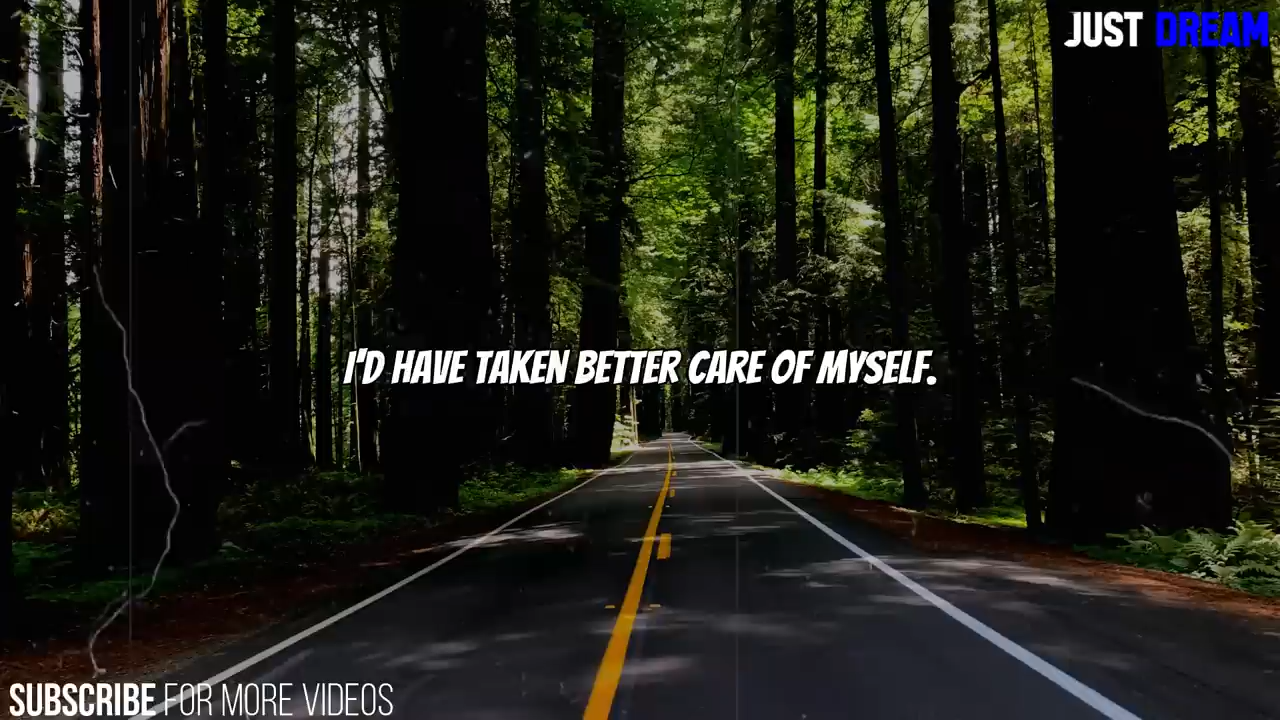 JUST DREAM
I'D HAVE TAKEN BETTER CARE OF MYSELF.
SUBSCRIBE FOR MORE VIDEOS